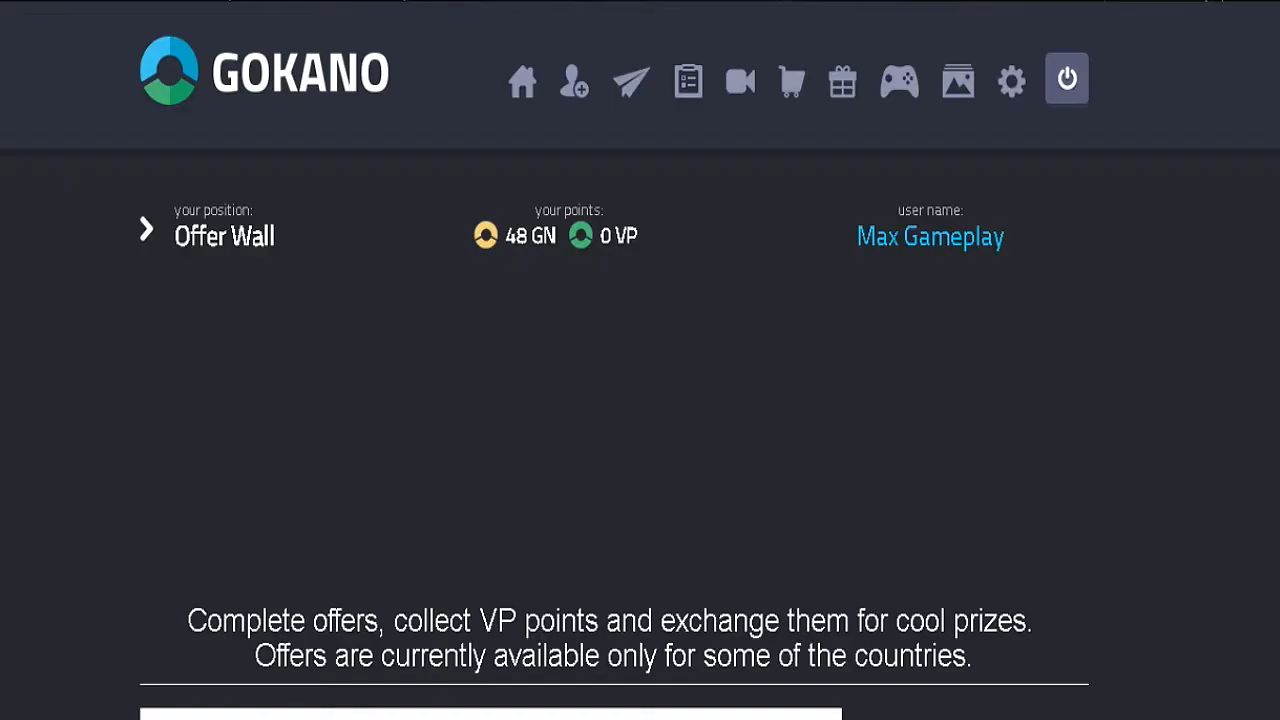 GOKANO
your position:
Offer Wall
your points:
48 GN 0 VP
user name:
Max Gameplay
Complete offers, collect VP points and exchange them for cool prizes.
Offers are currently available only for some of the countries.